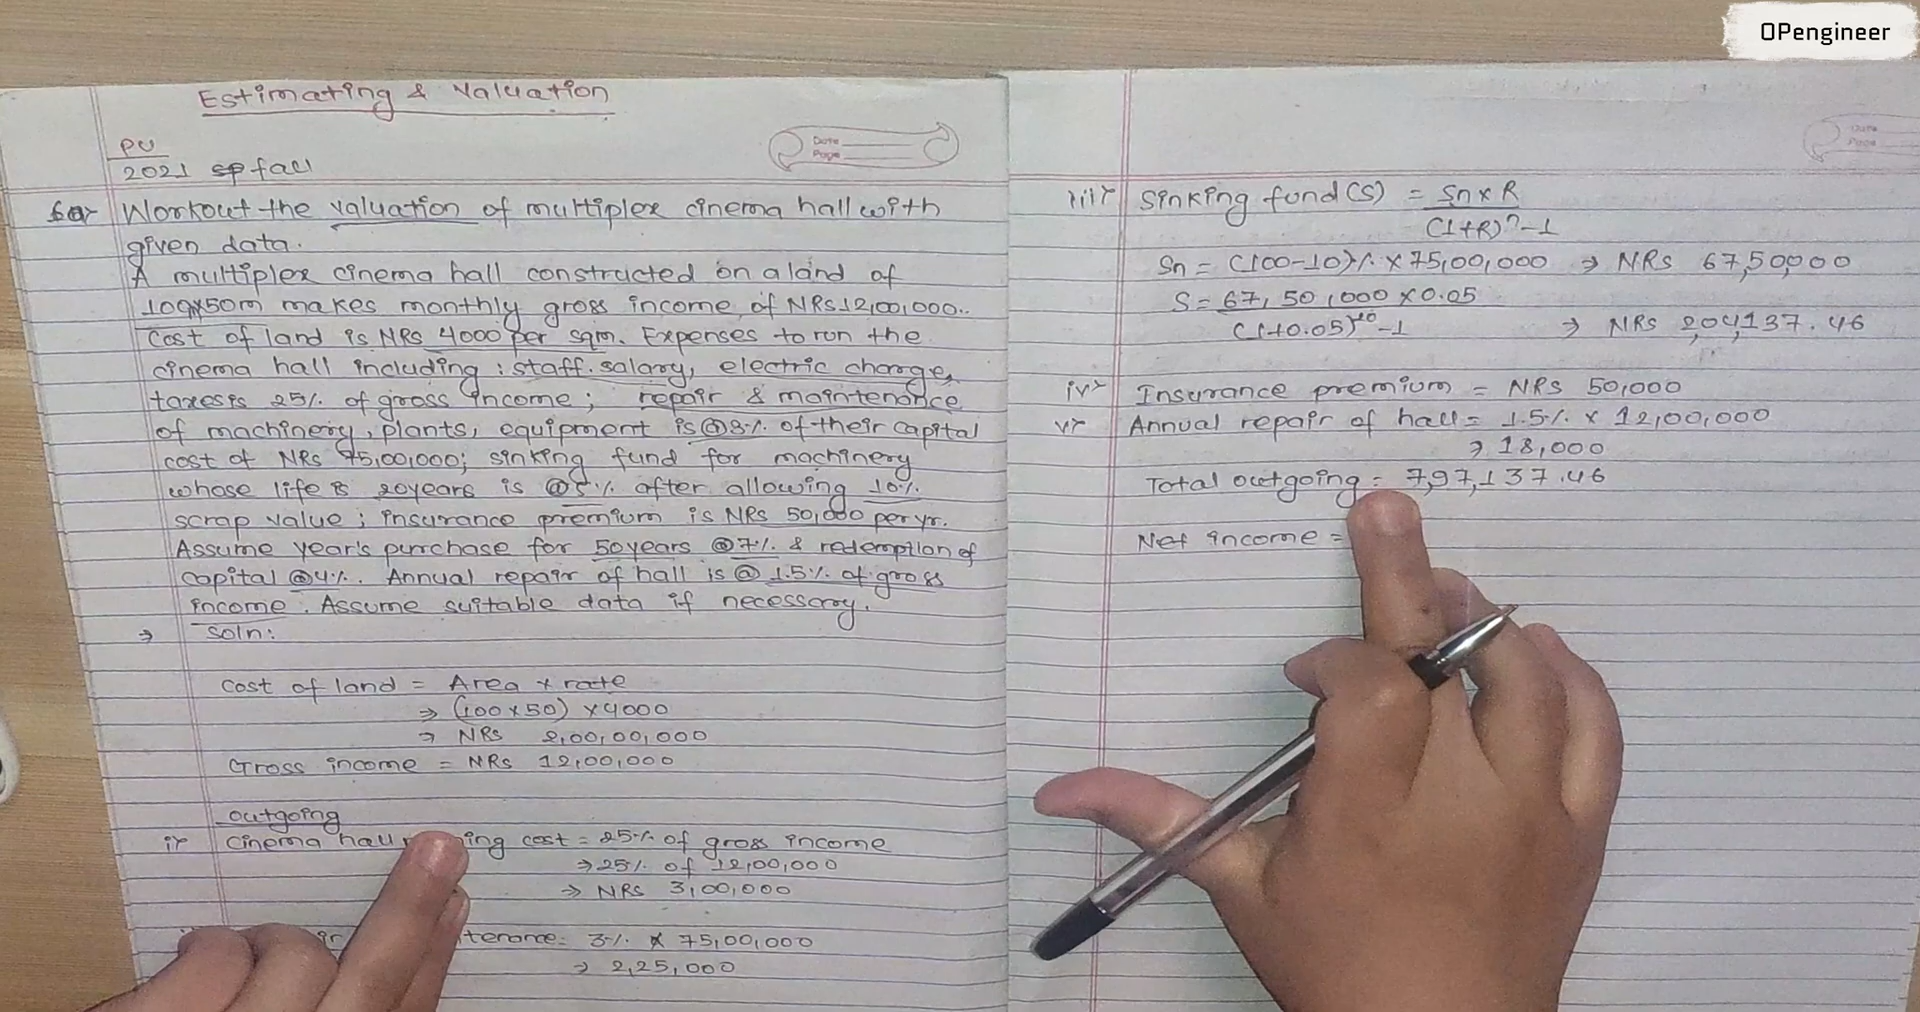 OPengineer
Estimating & Valuation
Date
Page
PU
2021 sp fall
6a> Workout the valuation of multiplex cinema hall with
given data.
A multiplex cinema hall constructed on a land of
100x50m makes monthly gross income of NRs.12,00,000..
Cost of land is NRs 4000 per sqm. Expenses to run the
cinema hall including : staff.salary, electric charge,
taxes is 25% of gross income; repair & maintenance
of machinery, plants, equipment is @ 3% of their capital
cost of NRs 75,00,000; sinking fund for machinery
whose life is 20years is @5% after allowing 10%
scrap value; insurance premium is NRs 50,000 per yr.
Assume year's purchase for 50years @7% & redemption of
capital @4%. Annual repair of hall is @ 1.5% of gross
income. Assume suitable data if necessary.
⇒ Soln:
Cost of land = Area x rate
⇒ (100x50) x4000
⇒ NRs 2,00,00,000
Gross income = NRs 12,00,000
outgoing
i> Cinema hall cost = 25% of gross income
⇒ 25% of 12,00,000
⇒ NRs 3,00,000
3% x 75,00,000
⇒ 2,25,000
Date
Page
iii> Sinking fund (S) = Sn x R
(1+R)^n - 1
Sn = (100-10)% x 75,00,000 ⇒ NRs 67,50,000
S = 67,50,000 x 0.05
(1+0.05)^20 - 1 ⇒ NRs 2,04,137.46
iv> Insurance premium = NRs 50,000
v> Annual repair of hall = 1.5% x 12,00,000
⇒ 18,000
Total outgoing = 7,97,137.46
Net income =